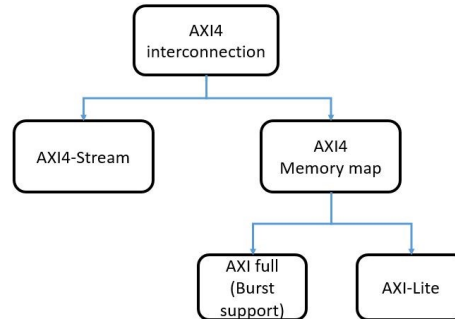 AXI4
interconnection
AXI4-Stream
AXI4
Memory map
AXI full
(Burst
support)
AXI-Lite